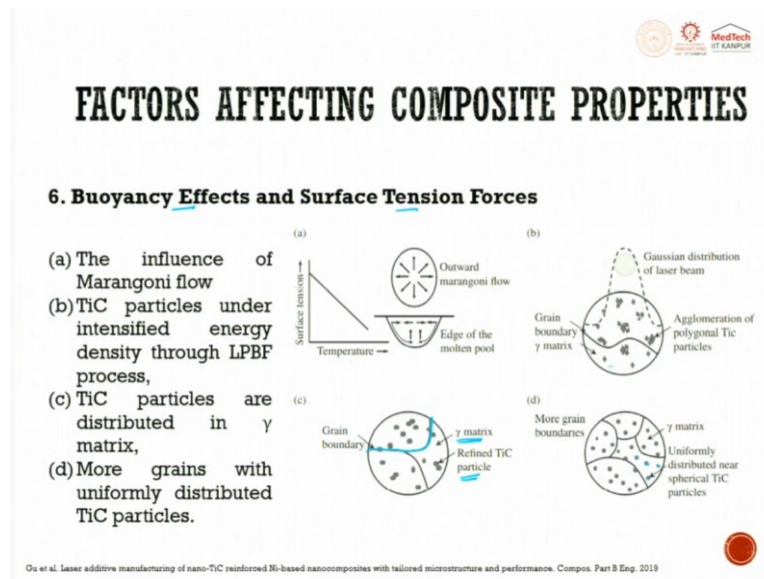 MedTech
IIT KANPUR
FACTORS AFFECTING COMPOSITE PROPERTIES
6. Buoyancy Effects and Surface Tension Forces
(a) The influence of
Marangoni flow
(b) TiC particles under
intensified energy
density through LPBF
process,
(c) TiC particles are
distributed in γ
matrix,
(d) More grains with
uniformly distributed
TiC particles.
(a)
Surface tension
Temperature
Outward
marangoni flow
Edge of the
molten pool
(b)
Gaussian distribution
of laser beam
Grain
boundary
γ matrix
Agglomeration of
polygonal Tic
particles
(c)
Grain
boundary
γ matrix
Refined TiC
particle
(d)
More grain
boundaries
γ matrix
Uniformly
distributed near
spherical TiC
particles
Gu et al. Laser additive manufacturing of nano-TiC reinforced Ni-based nanocomposites with tailored microstructure and performance. Compos. Part B Eng. 2019